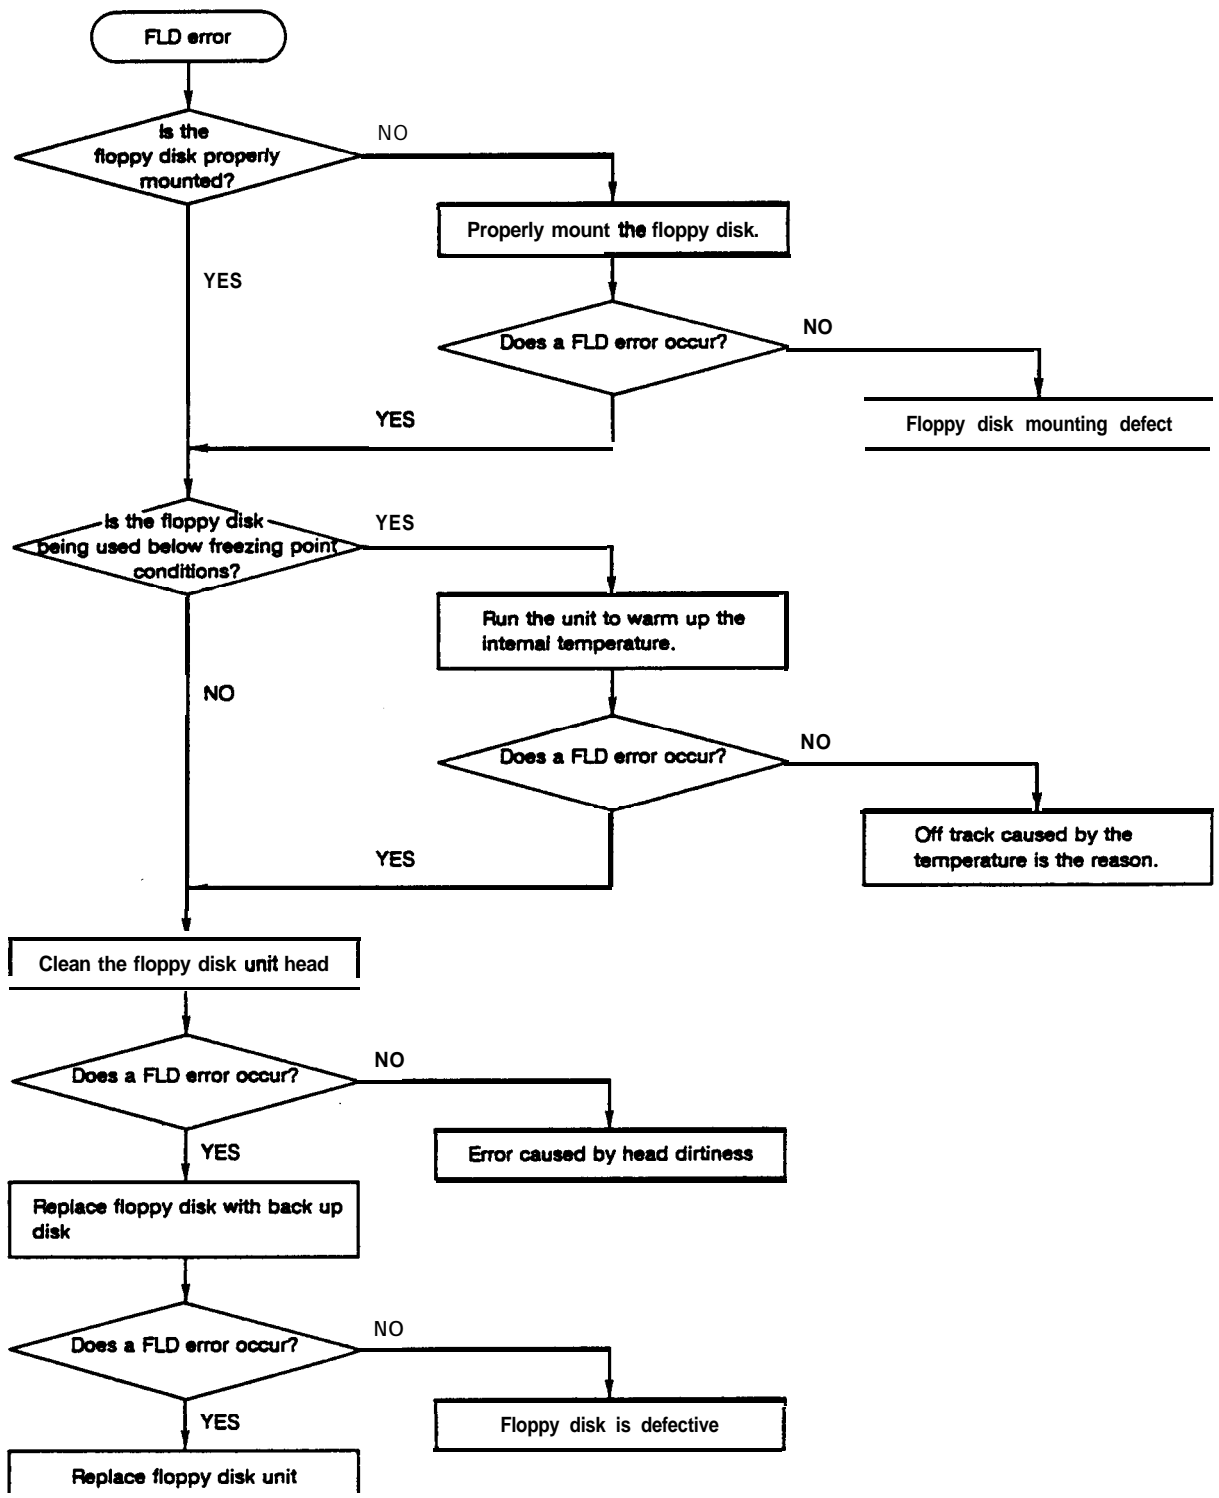 FLD error
Is the
floppy disk properly
mounted?
NO
Properly mount the floppy disk.
YES
Does a FLD error occur?
NO
YES
Floppy disk mounting defect
Is the floppy disk
being used below freezing point
conditions?
YES
Run the unit to warm up the
internal temperature.
NO
Does a FLD error occur?
NO
YES
Off track caused by the
temperature is the reason.
Clean the floppy disk unit head
Does a FLD error occur?
NO
YES
Error caused by head dirtiness
Replace floppy disk with back up
disk
Does a FLD error occur?
NO
YES
Floppy disk is defective
Replace floppy disk unit